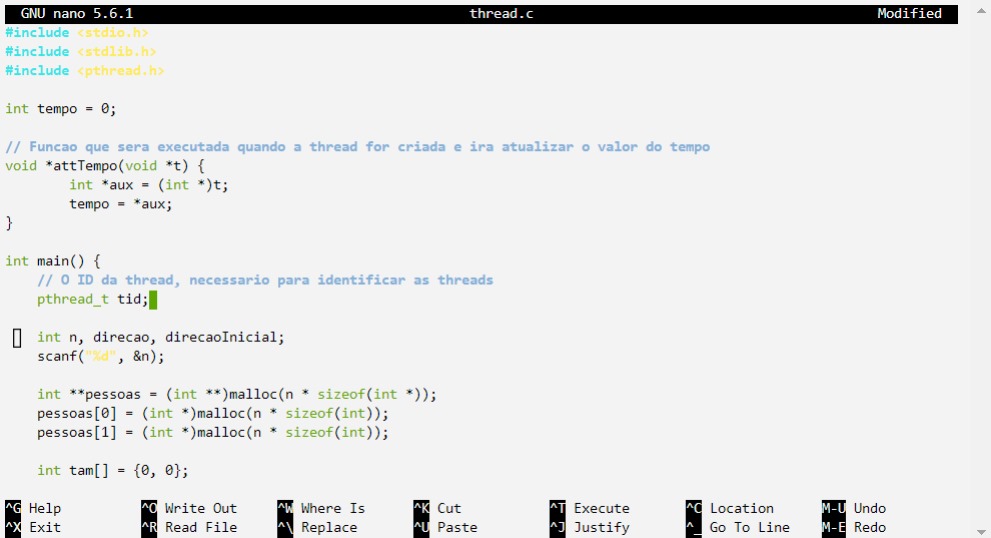 GNU nano 5.6.1 thread.c Modified
#include <stdio.h>
#include <stdlib.h>
#include <pthread.h>
int tempo = 0;
// Funcao que sera executada quando a thread for criada e ira atualizar o valor do tempo
void *attTempo(void *t) {
int *aux = (int *)t;
tempo = *aux;
}
int main() {
// O ID da thread, necessario para identificar as threads
pthread_t tid;
int n, direcao, direcaoInicial;
scanf("%d", &n);
int **pessoas = (int **)malloc(n * sizeof(int *));
pessoas[0] = (int *)malloc(n * sizeof(int));
pessoas[1] = (int *)malloc(n * sizeof(int));
int tam[] = {0, 0};
^G Help ^O Write Out ^W Where Is ^K Cut ^T Execute ^C Location M-U Undo
^X Exit ^R Read File ^\ Replace ^U Paste ^J Justify ^_ Go To Line M-E Redo